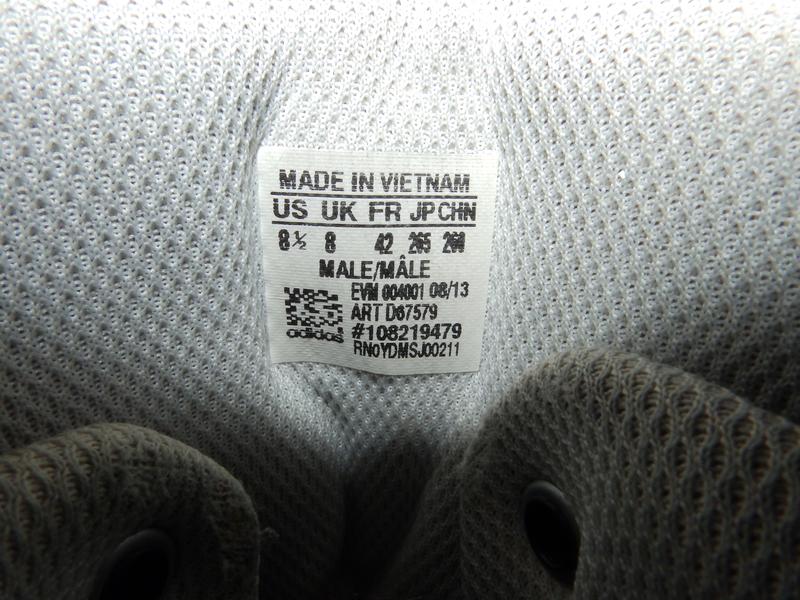 MADE IN VIETNAM
US UK FR JP CHN
8½ 8 42 265
MALE/MÂLE
EVM 004001 08/13
ART D67579
#108219479
adidas RN0YDMSJ00211